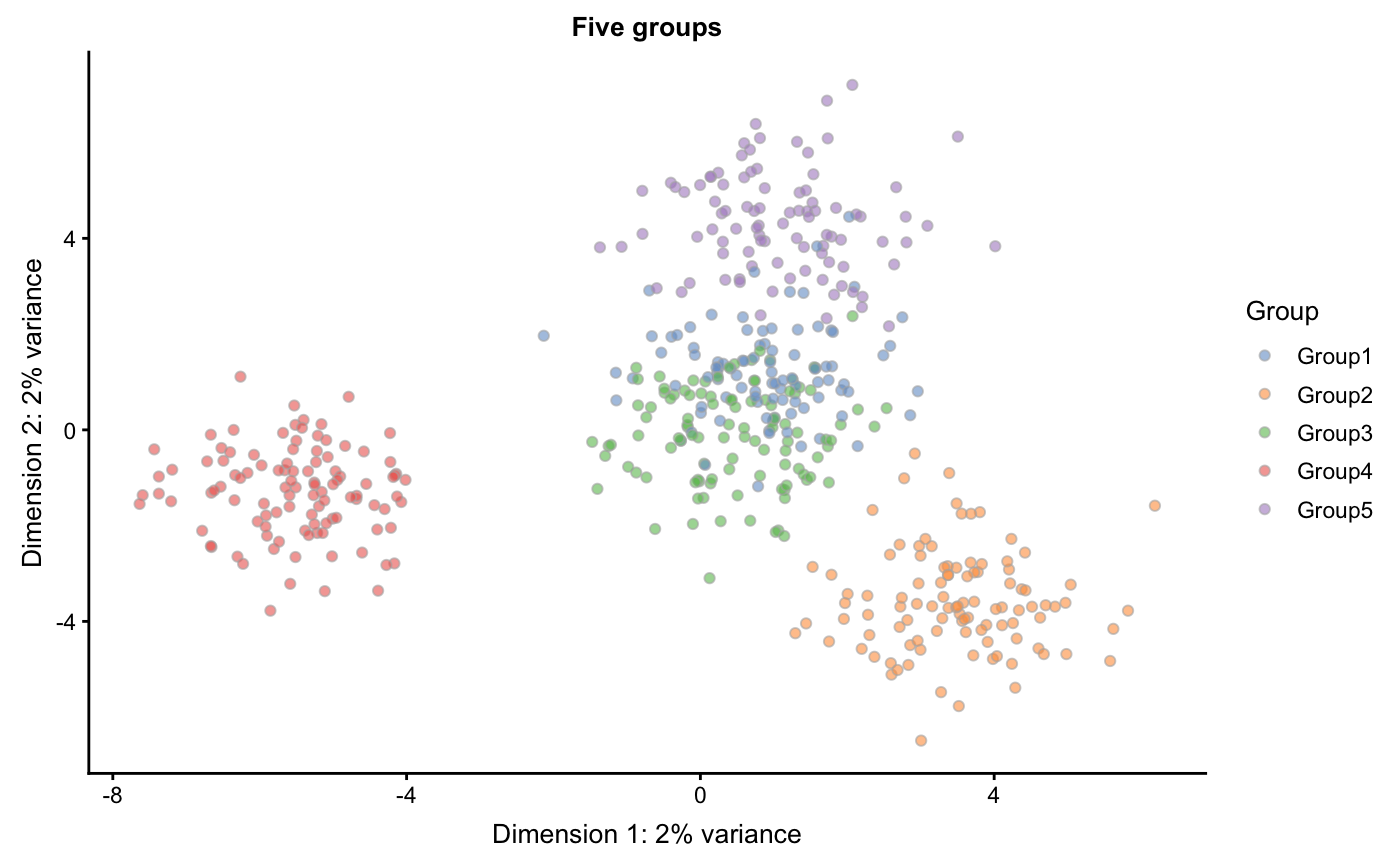 Five groups
Dimension 2: 2% variance
4
0
-4
-8
-4
0
4
Dimension 1: 2% variance
Group
Group1
Group2
Group3
Group4
Group5